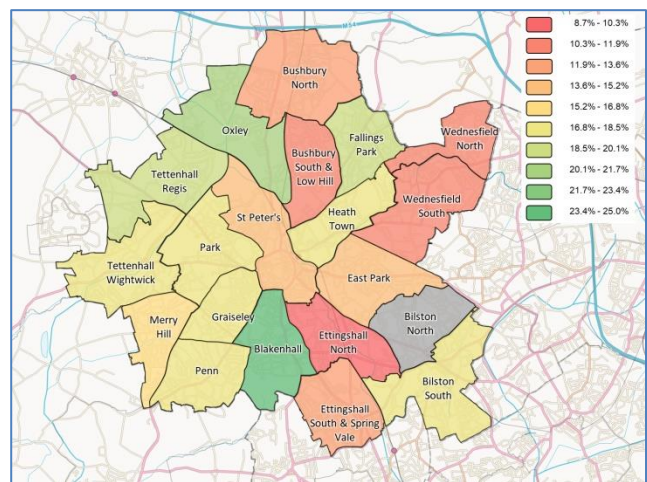 8.7% - 10.3%
10.3% - 11.9%
11.9% - 13.6%
13.6% - 15.2%
15.2% - 16.8%
16.8% - 18.5%
18.5% - 20.1%
20.1% - 21.7%
21.7% - 23.4%
23.4% - 25.0%
Bushbury
North
Oxley
Fallings
Park
Wednesfield
North
Bushbury
South &
Low Hill
Tettenhall
Regis
Wednesfield
South
St Peter's
Heath
Town
Park
Tettenhall
Wightwick
East Park
Merry
Hill
Graiseley
Bilston
North
Ettingshall
North
Blakenhall
Penn
Bilston
South
Ettingshall
South & Spring
Vale